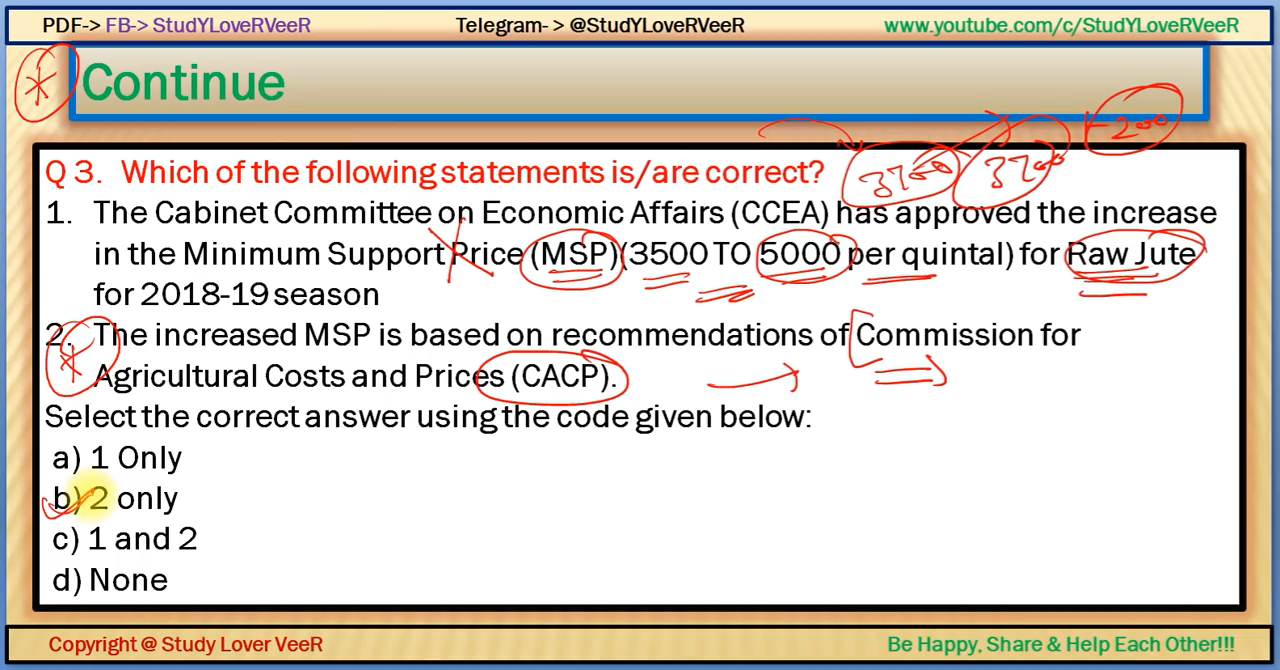 PDF-> FB-> StudYLoveRVeeR Telegram- > @StudYLoveRVeeR www.youtube.com/c/StudYLoveRVeeR
Continue
Q 3. Which of the following statements is/are correct? 3700 3700 +200
1. The Cabinet Committee on Economic Affairs (CCEA) has approved the increase
in the Minimum Support Price (MSP)(3500 TO 5000 per quintal) for Raw Jute
for 2018-19 season
2. The increased MSP is based on recommendations of Commission for
Agricultural Costs and Prices (CACP).
Select the correct answer using the code given below:
a) 1 Only
b) 2 only
c) 1 and 2
d) None
Copyright @ Study Lover VeeR Be Happy, Share & Help Each Other!!!